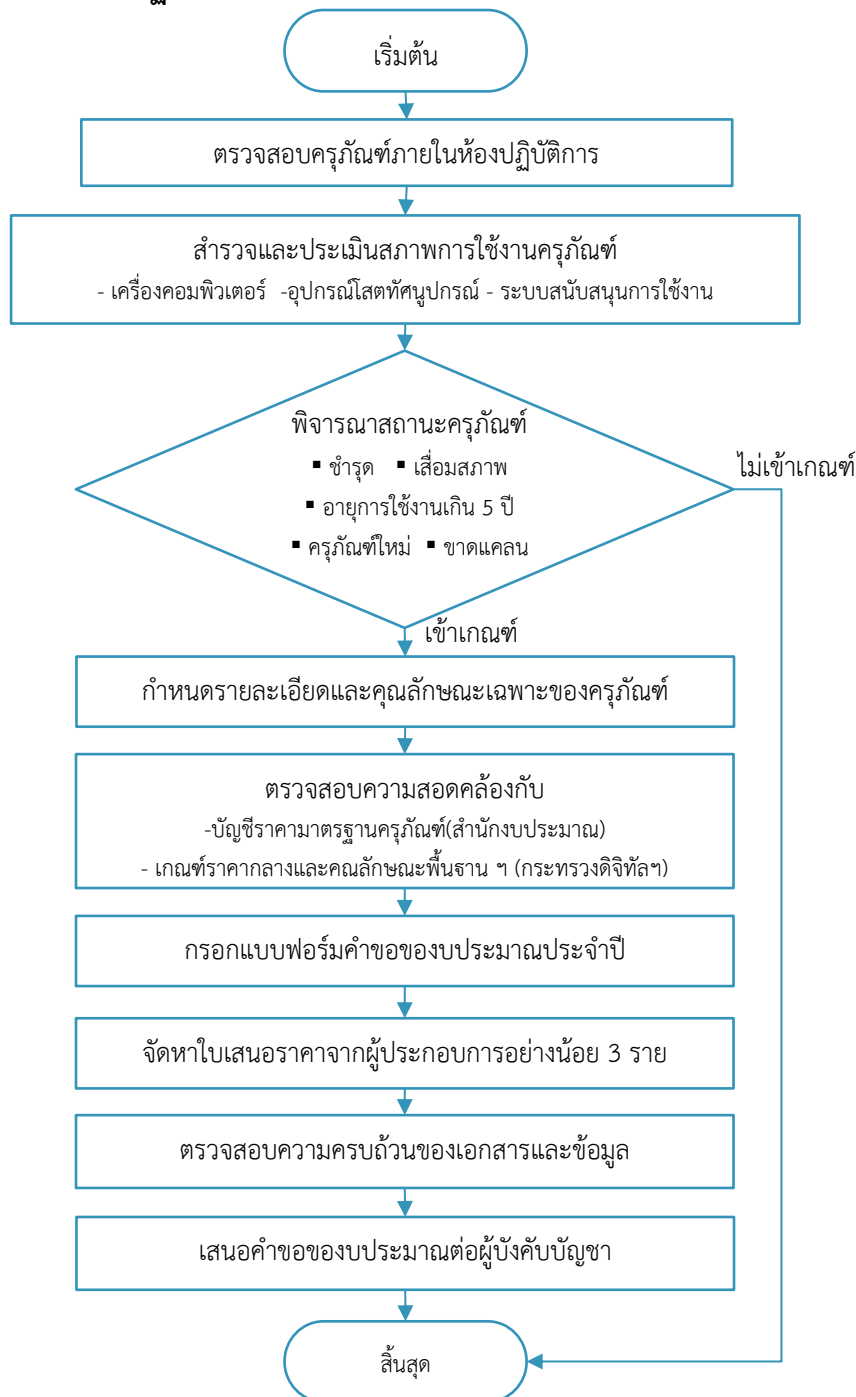 เริ่มต้น
ตรวจสอบครุภัณฑ์ภายในห้องปฏิบัติการ
สำรวจและประเมินสภาพการใช้งานครุภัณฑ์
- เครื่องคอมพิวเตอร์ -อุปกรณ์โสตทัศนูปกรณ์ - ระบบสนับสนุนการใช้งาน
พิจารณาสถานะครุภัณฑ์
▪ ชำรุด ▪ เสื่อมสภาพ
▪ อายุการใช้งานเกิน 5 ปี
▪ ครุภัณฑ์ใหม่ ▪ ขาดแคลน
ไม่เข้าเกณฑ์
เข้าเกณฑ์
กำหนดรายละเอียดและคุณลักษณะเฉพาะของครุภัณฑ์
ตรวจสอบความสอดคล้องกับ
-บัญชีราคามาตรฐานครุภัณฑ์(สำนักงบประมาณ)
- เกณฑ์ราคากลางและคณลักษณะพื้นฐาน ฯ (กระทรวงดิจิทัลฯ)
กรอกแบบฟอร์มคำขอของบประมาณประจำปี
จัดหาใบเสนอราคาจากผู้ประกอบการอย่างน้อย 3 ราย
ตรวจสอบความครบถ้วนของเอกสารและข้อมูล
เสนอคำขอของบประมาณต่อผู้บังคับบัญชา
สิ้นสุด